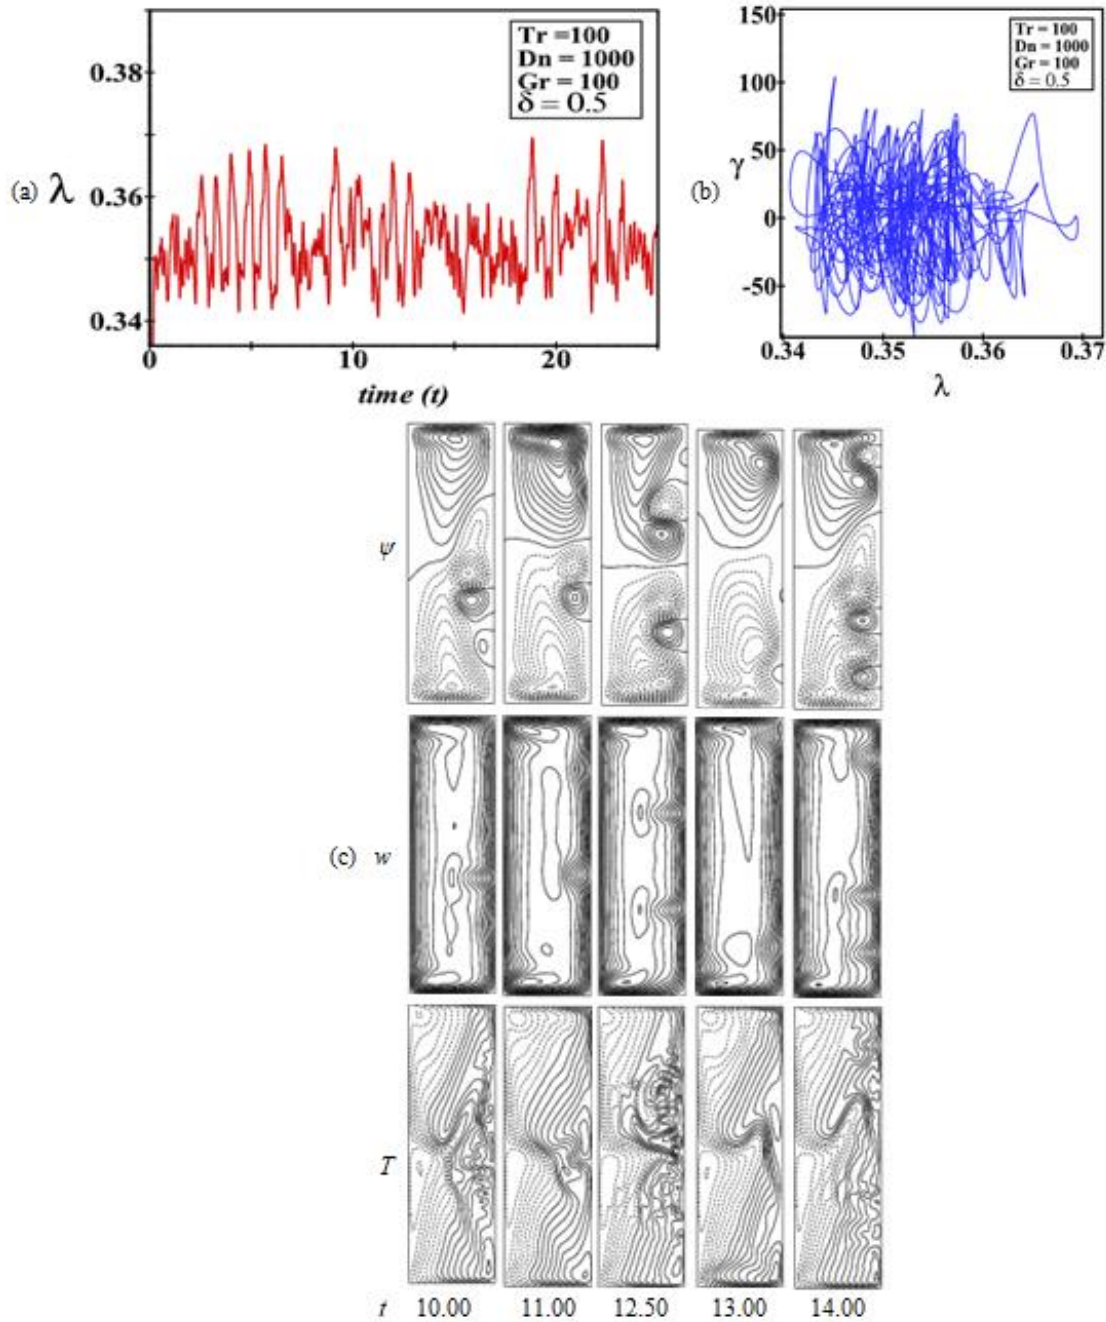 0.38
0.36
0.34
(a) λ
Tr =100
Dn = 1000
Gr = 100
δ = 0.5
0 10 20
time (t)
150
100
50
0
-50
(b) γ
Tr = 100
Dn = 1000
Gr = 100
δ = 0.5
0.34 0.35 0.36 0.37
λ
ψ
(c) w
T
t 10.00 11.00 12.50 13.00 14.00